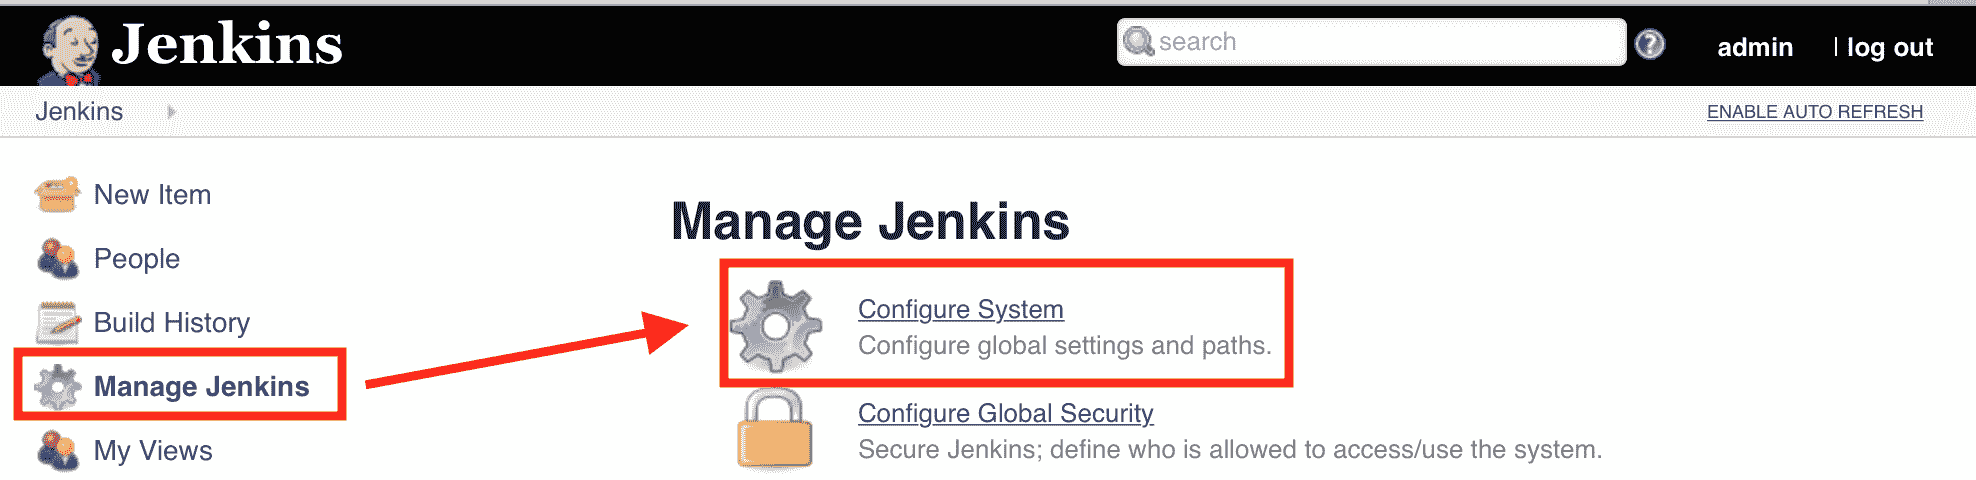 Jenkins
search
admin
| log out
Jenkins
ENABLE AUTO REFRESH
New Item
People
Build History
Manage Jenkins
My Views
Manage Jenkins
Configure System
Configure global settings and paths.
Configure Global Security
Secure Jenkins; define who is allowed to access/use the system.